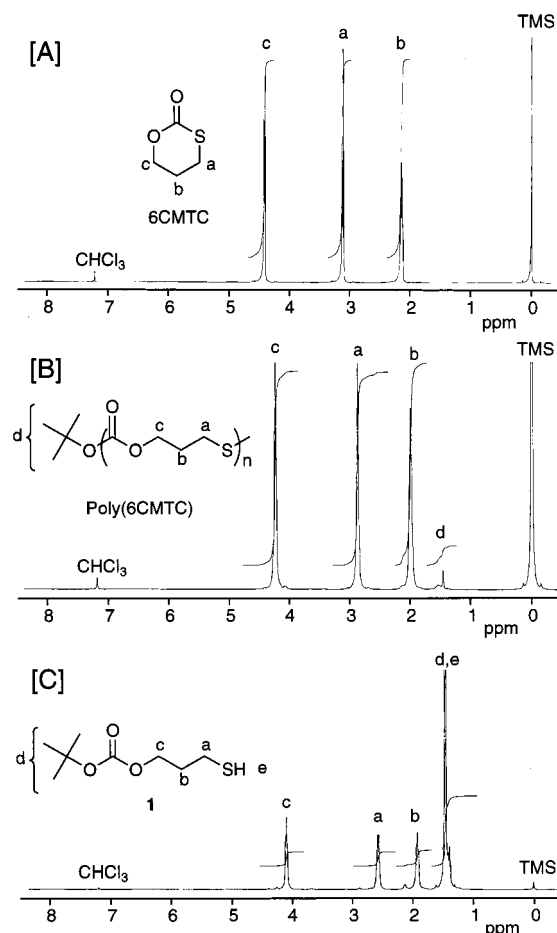 [A]
c
a
b
TMS
O
O
S
c
a
b
6CMTC
CHCl3
8 7 6 5 4 3 2 1 0
ppm
[B]
c
a
b
TMS
d
O
O
O
c
b
a
S
n
Poly(6CMTC)
CHCl3
d
8 7 6 5 4 3 2 1 0
ppm
[C]
d,e
d
O
O
O
c
b
a
SH e
1
c
a
b
CHCl3
TMS
8 7 6 5 4 3 2 1 0
ppm